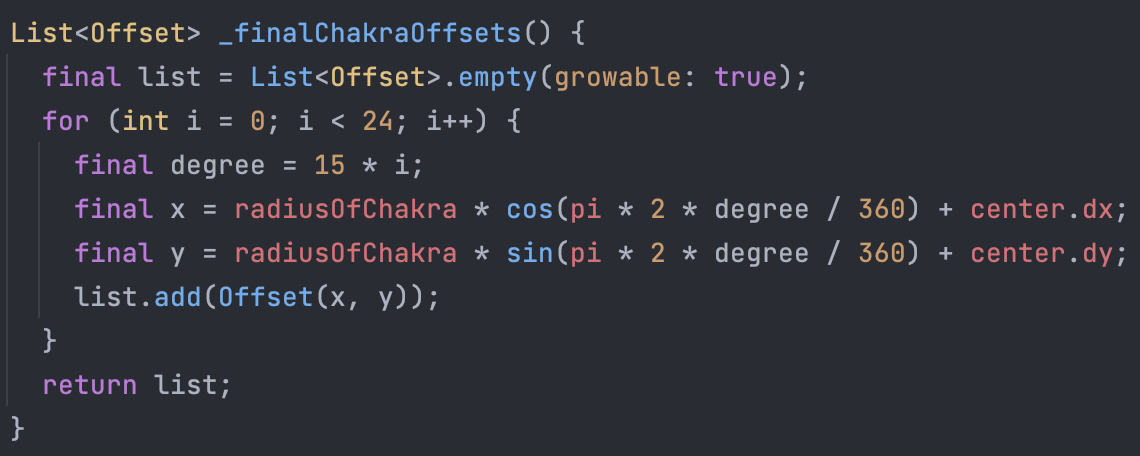 List<Offset> _finalChakraOffsets() {
  final list = List<Offset>.empty(growable: true);
  for (int i = 0; i < 24; i++) {
    final degree = 15 * i;
    final x = radiusOfChakra * cos(pi * 2 * degree / 360) + center.dx;
    final y = radiusOfChakra * sin(pi * 2 * degree / 360) + center.dy;
    list.add(Offset(x, y));
  }
  return list;
}